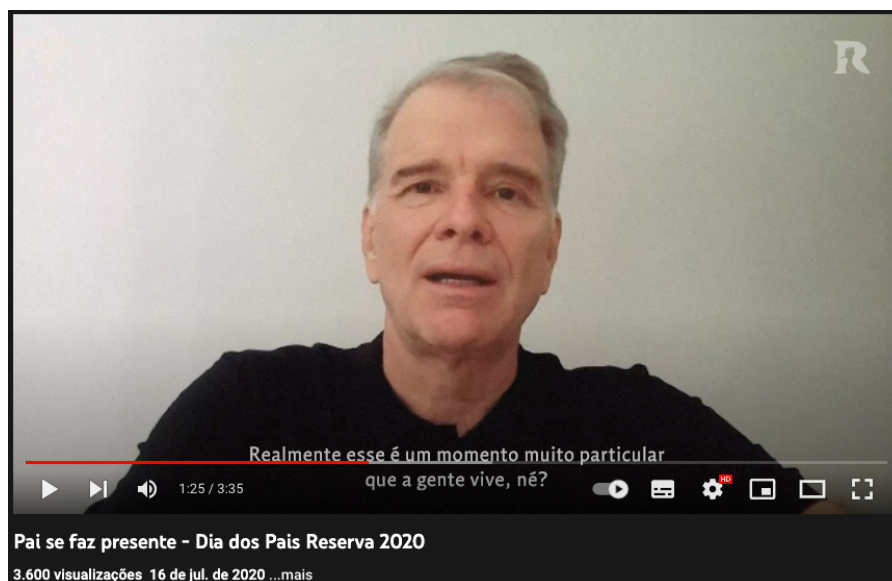 R
Realmente esse é um momento muito particular
que a gente vive, né?
1:25 / 3:35
HD
Pai se faz presente - Dia dos Pais Reserva 2020
3.600 visualizações 16 de jul. de 2020 ...mais